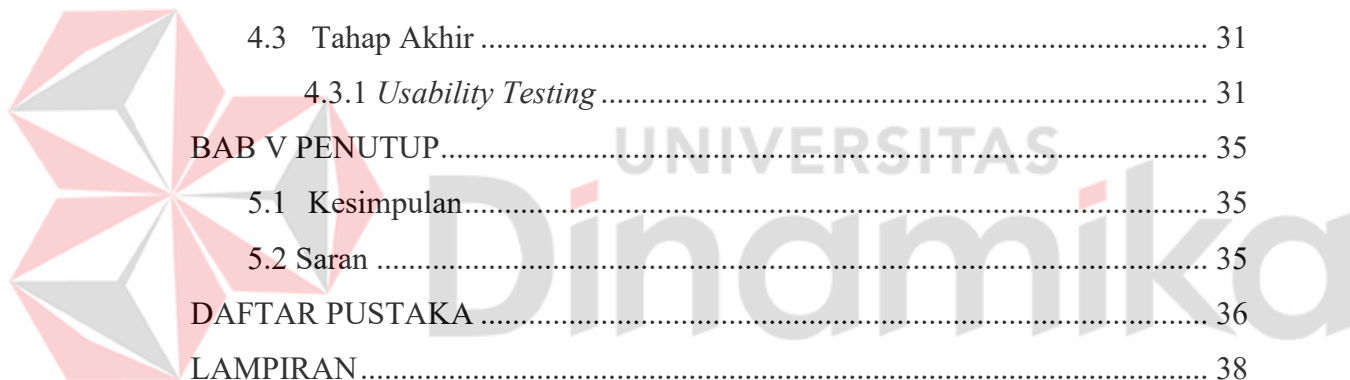 4.3 Tahap Akhir ........................................................................................ 31
4.3.1 Usability Testing ......................................................................... 31
UNIVERSITAS
BAB V PENUTUP................................................................................................ 35
5.1 Kesimpulan.......................................................................................... 35
Dinamika
5.2 Saran .................................................................................................... 35
DAFTAR PUSTAKA ........................................................................................ 36
LAMPIRAN...................................................................................................... 38